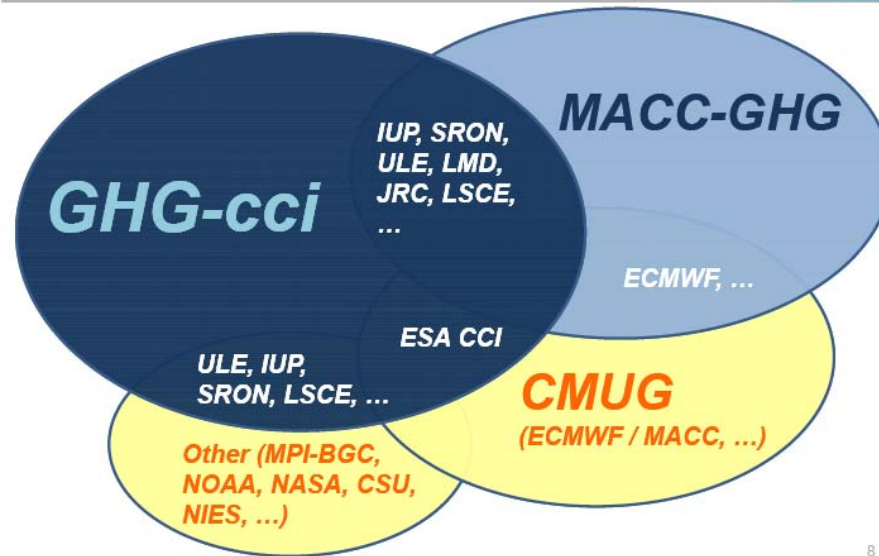 MACC-GHG
IUP, SRON,
ULE, LMD,
JRC, LSCE,
…
GHG-cci
ECMWF, …
ESA CCI
ULE, IUP,
SRON, LSCE, …
CMUG
(ECMWF / MACC, …)
Other (MPI-BGC,
NOAA, NASA, CSU,
NIES, …)
8